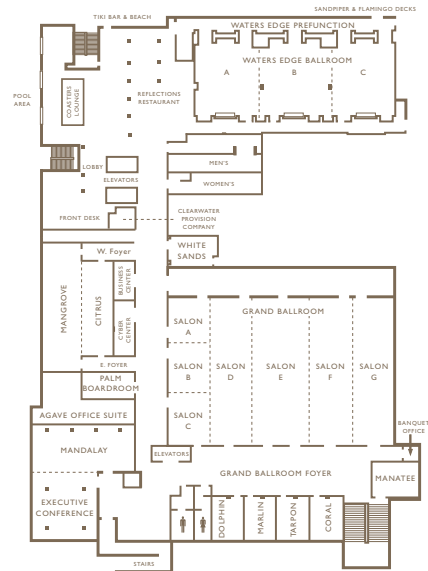 SANDPIPER & FLAMINGO DECKS
TIKI BAR & BEACH
WATERS EDGE PREFUNCTION
WATERS EDGE BALLROOM
A
B
C
POOL
AREA
COASTERS
LOUNGE
REFLECTIONS
RESTAURANT
LOBBY
ELEVATORS
MEN'S
WOMEN'S
FRONT DESK
CLEARWATER
PROVISION
COMPANY
WHITE
SANDS
W. Foyer
MANGROVE
CITRUS
BUSINESS
CENTER
CYBER
CENTER
E. FOYER
PALM
BOARDROOM
AGAVE OFFICE SUITE
MANDALAY
EXECUTIVE
CONFERENCE
GRAND BALLROOM
SALON
A
SALON
B
SALON
C
SALON
D
SALON
E
SALON
F
SALON
G
BANQUET
OFFICE
ELEVATORS
GRAND BALLROOM FOYER
MANATEE
DOLPHIN
MARLIN
TARPON
CORAL
STAIRS